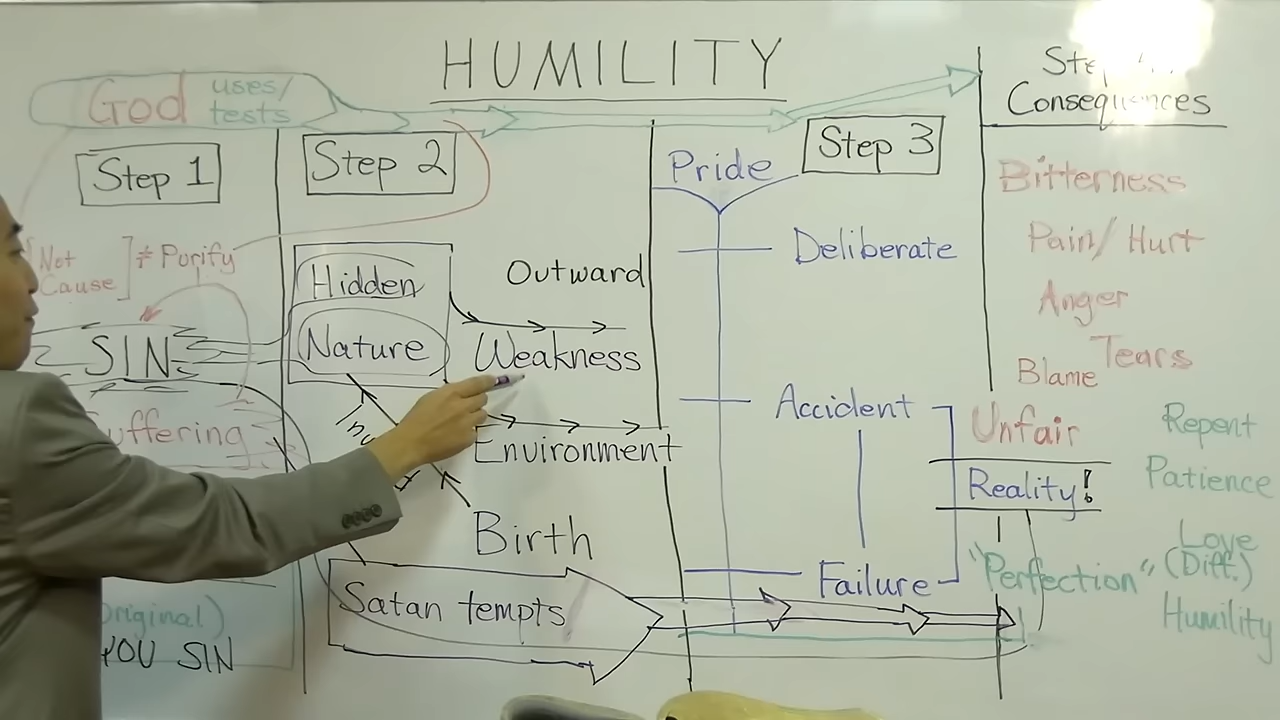 HUMILITY
God uses/
tests
Step 1
[Not
Cause] ≠ Purify
SIN
YOU SIN
Step 2
Hidden
Nature
Outward
Weakness
Environment
Birth
Satan tempts
Pride
Step 3
Deliberate
Accident
Failure
Consequences
Bitterness
Pain/Hurt
Anger
Tears
Blame
Unfair
Reality!
"Perfection"
Repent
Patience
Love
(Diff.)
Humility